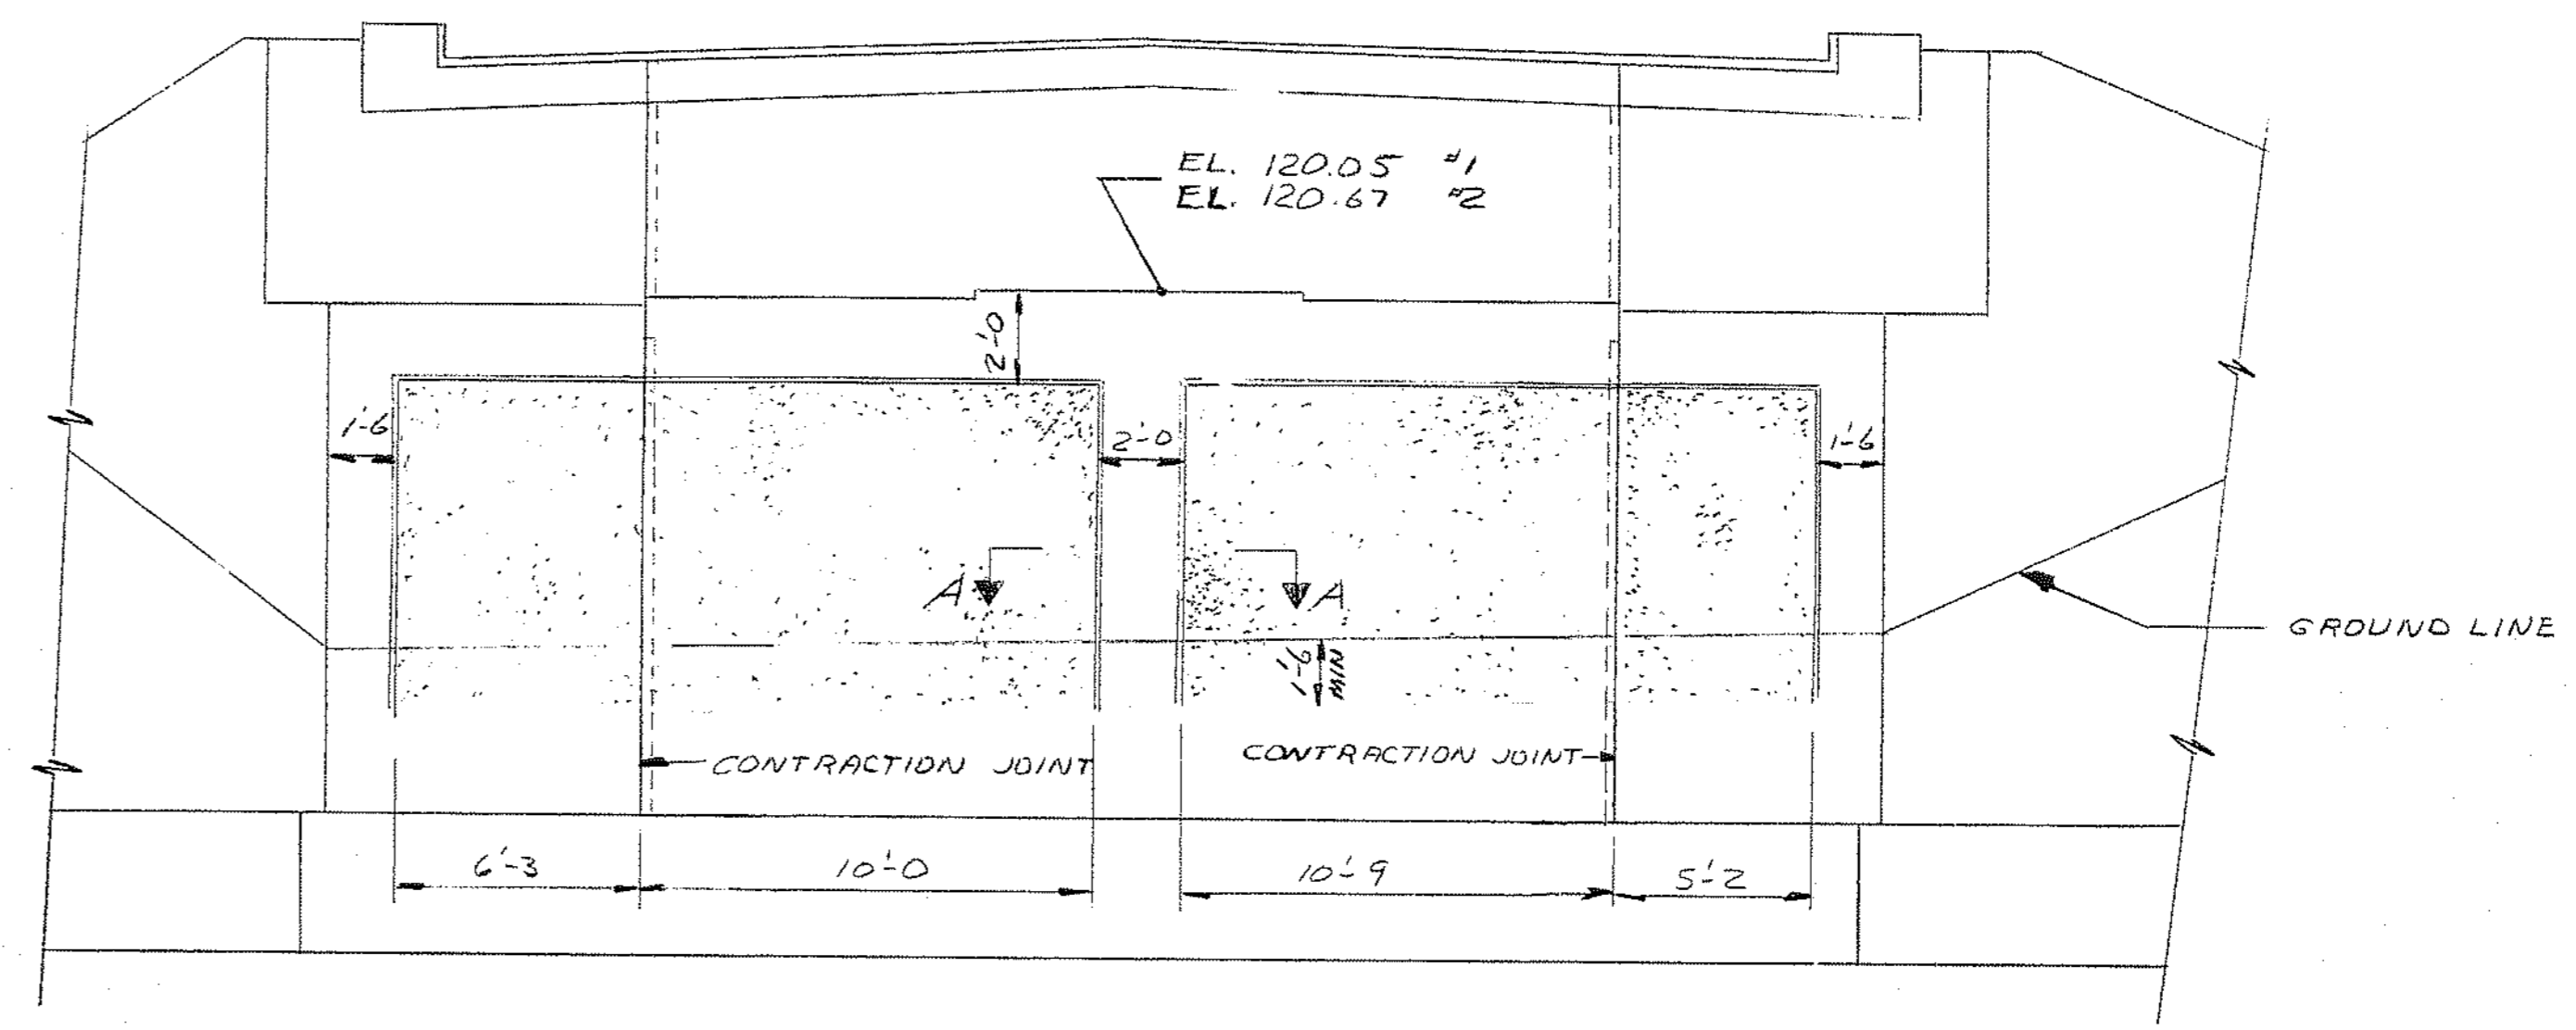 EL. 120.05 #1
EL. 120.67 #2
2'-0
1'-6
2'-0
1'-6
A
A
GROUND LINE
1'-6
MIN
CONTRACTION JOINT
CONTRACTION JOINT
6'-3
10'-0
10'-9
5'-2